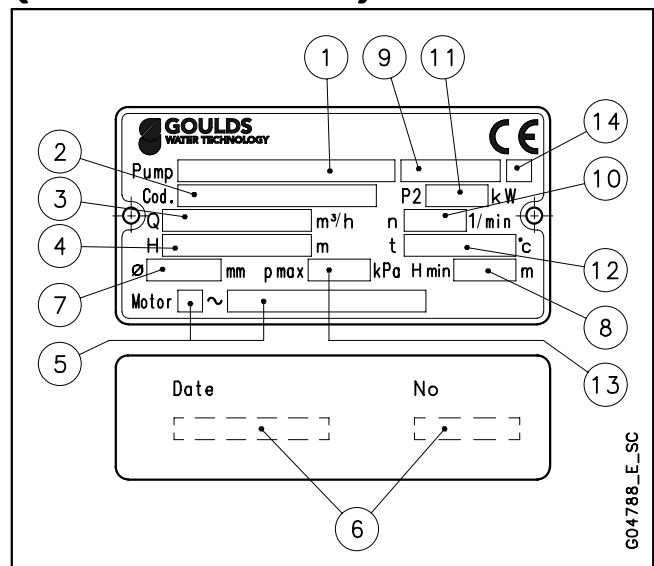 1 9 11
GOULDS
WATER TECHNOLOGY
CE
14
2 Pump
Cod. P2 kW 10
3 Q m³/h n 1/min
4 H m t °c 12
7 ø mm pmax kPa H min m 8
5 Motor ~ 13
Date No
6
G04788_E_SC